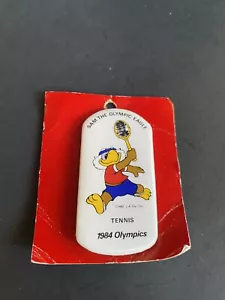 SAM THE OLYMPIC EAGLE
TENNIS
1984 Olympics